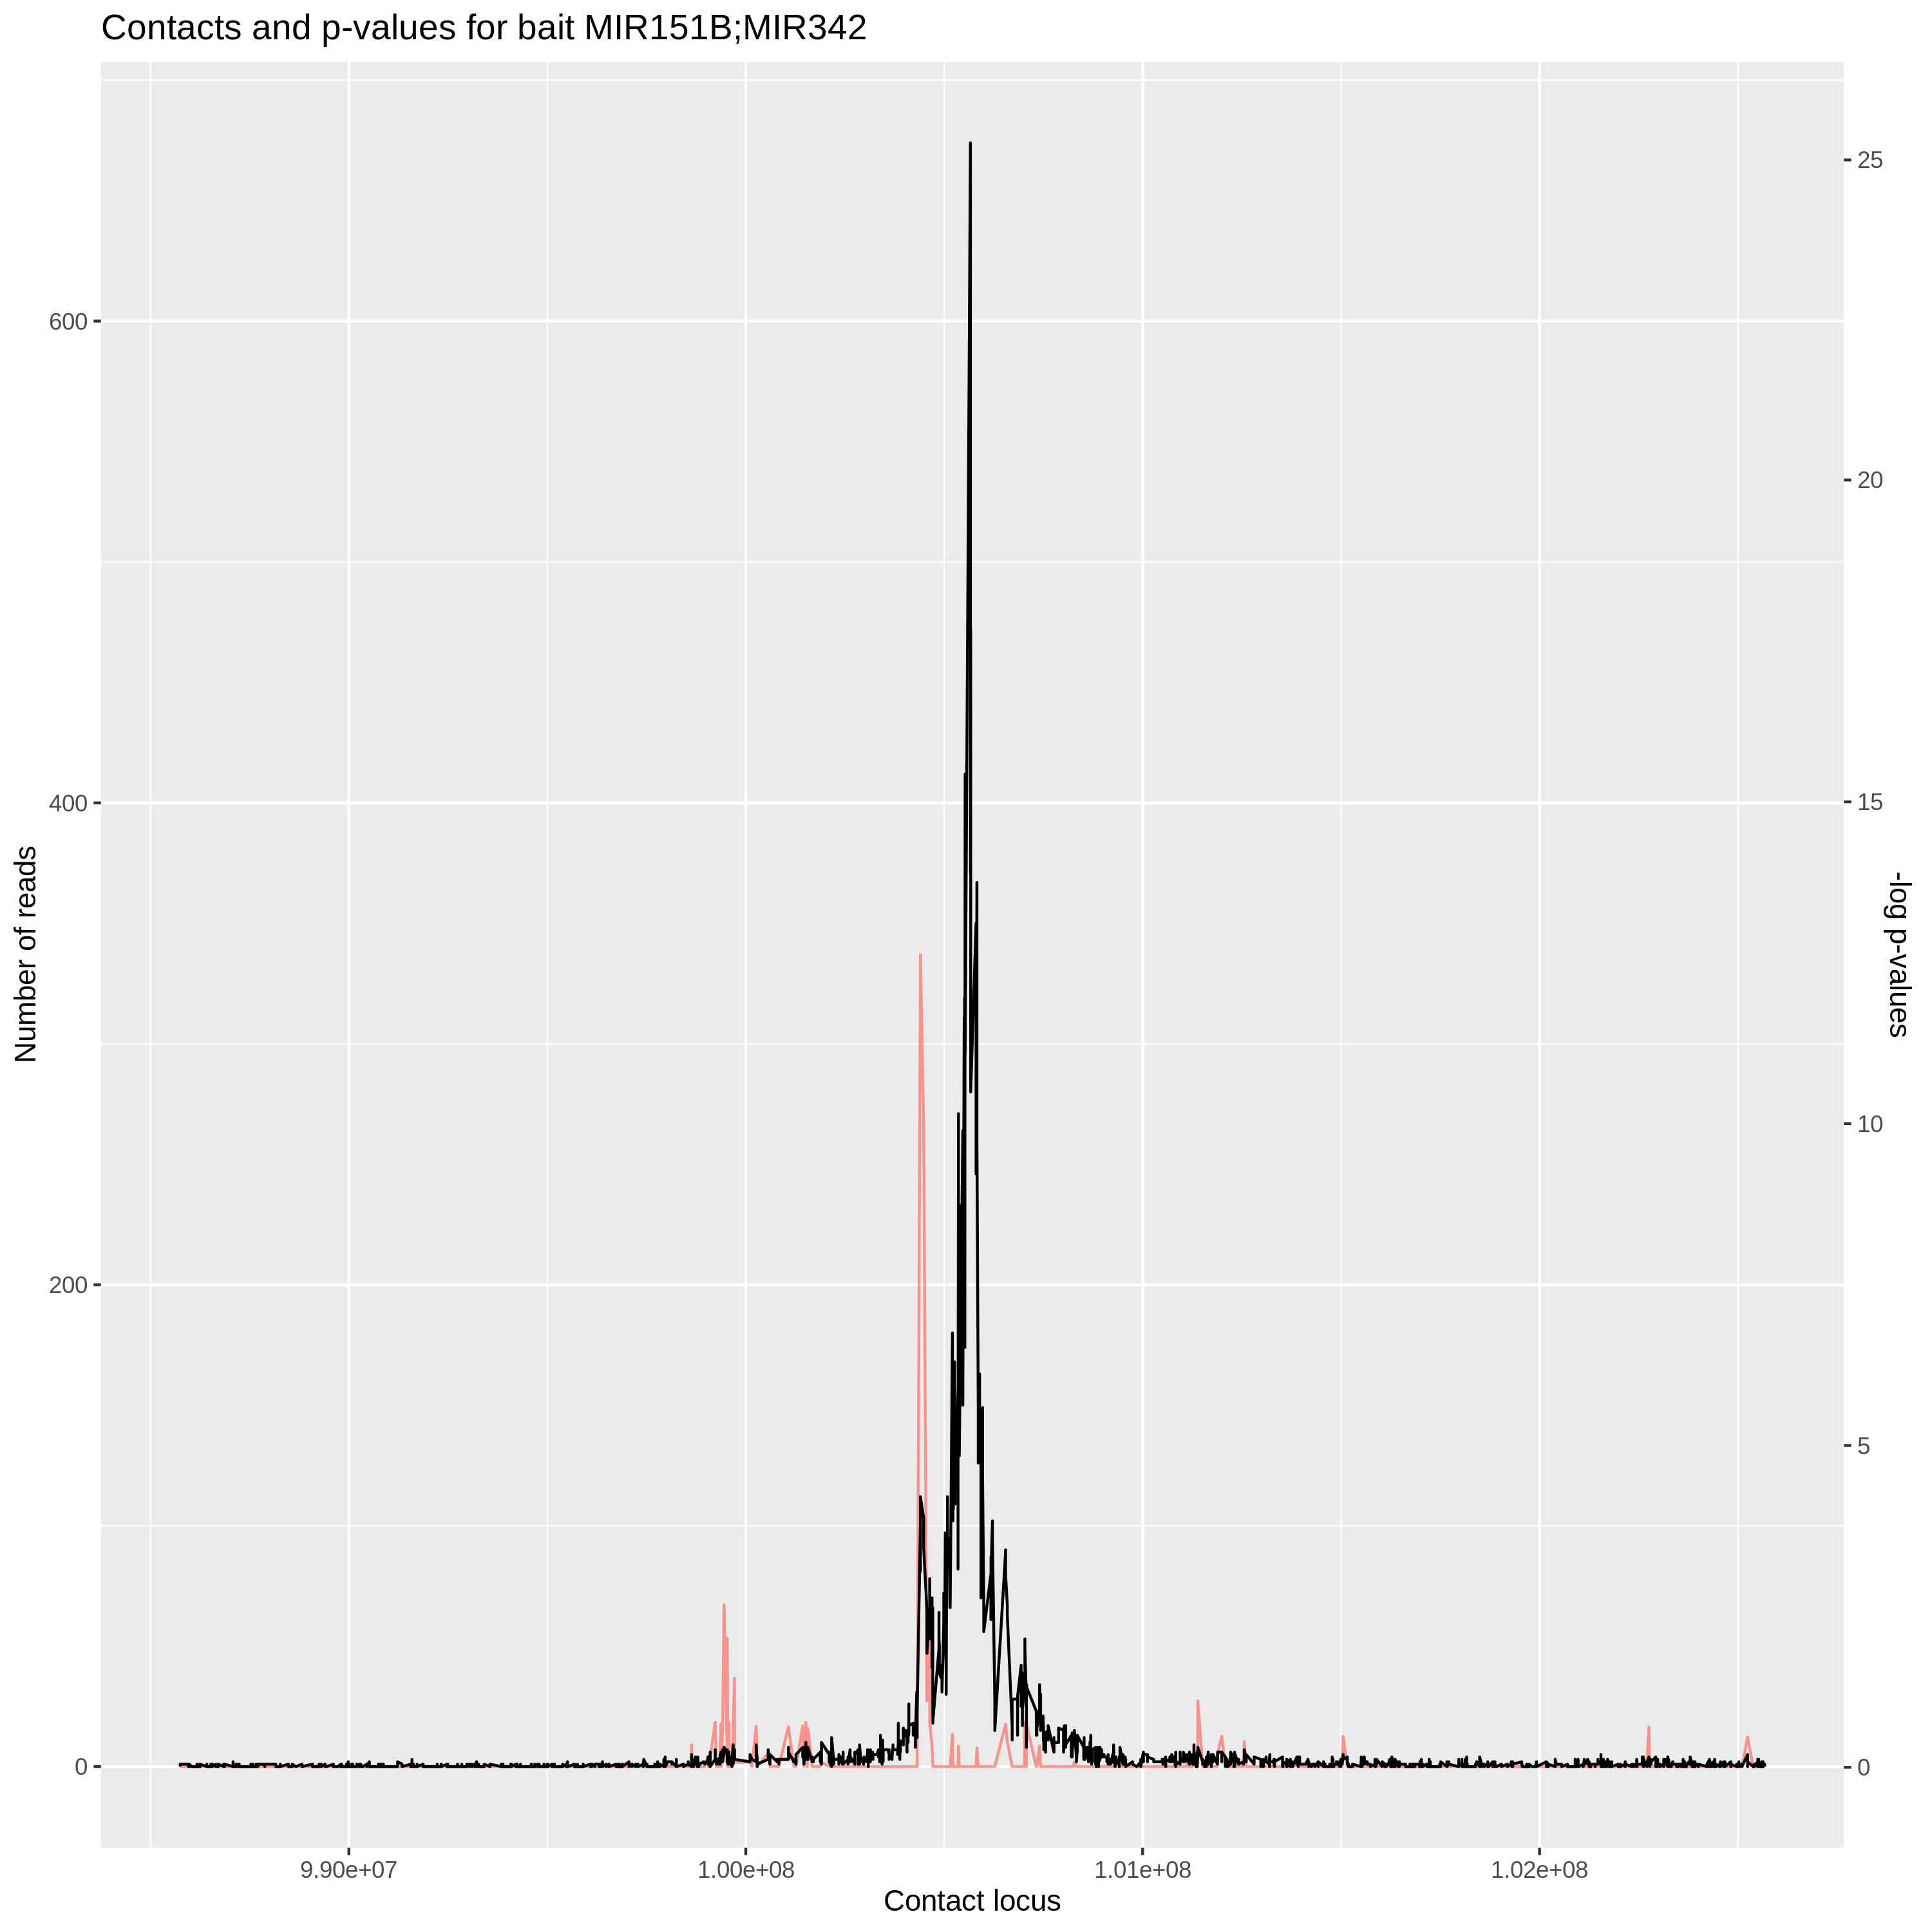 Contacts and p-values for bait MIR151B;MIR342
Number of reads
600
400
200
0
25
20
15
10
5
0
-log p-values
9.90e+07
1.00e+08
1.01e+08
1.02e+08
Contact locus